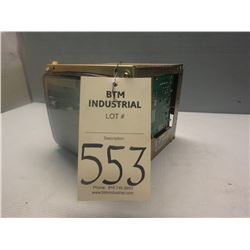 BTM
INDUSTRIAL
LOT #
Description
553